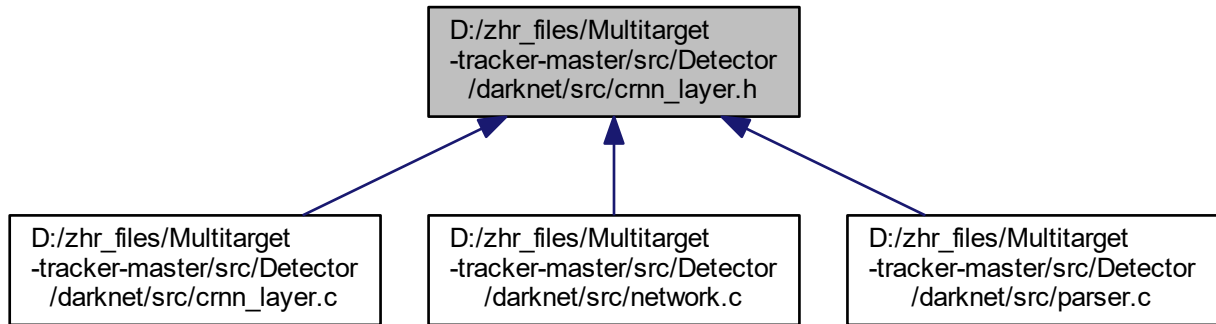 D:/zhr_files/Multitarget
-tracker-master/src/Detector
/darknet/src/crnn_layer.h
D:/zhr_files/Multitarget
-tracker-master/src/Detector
/darknet/src/crnn_layer.c
D:/zhr_files/Multitarget
-tracker-master/src/Detector
/darknet/src/network.c
D:/zhr_files/Multitarget
-tracker-master/src/Detector
/darknet/src/parser.c